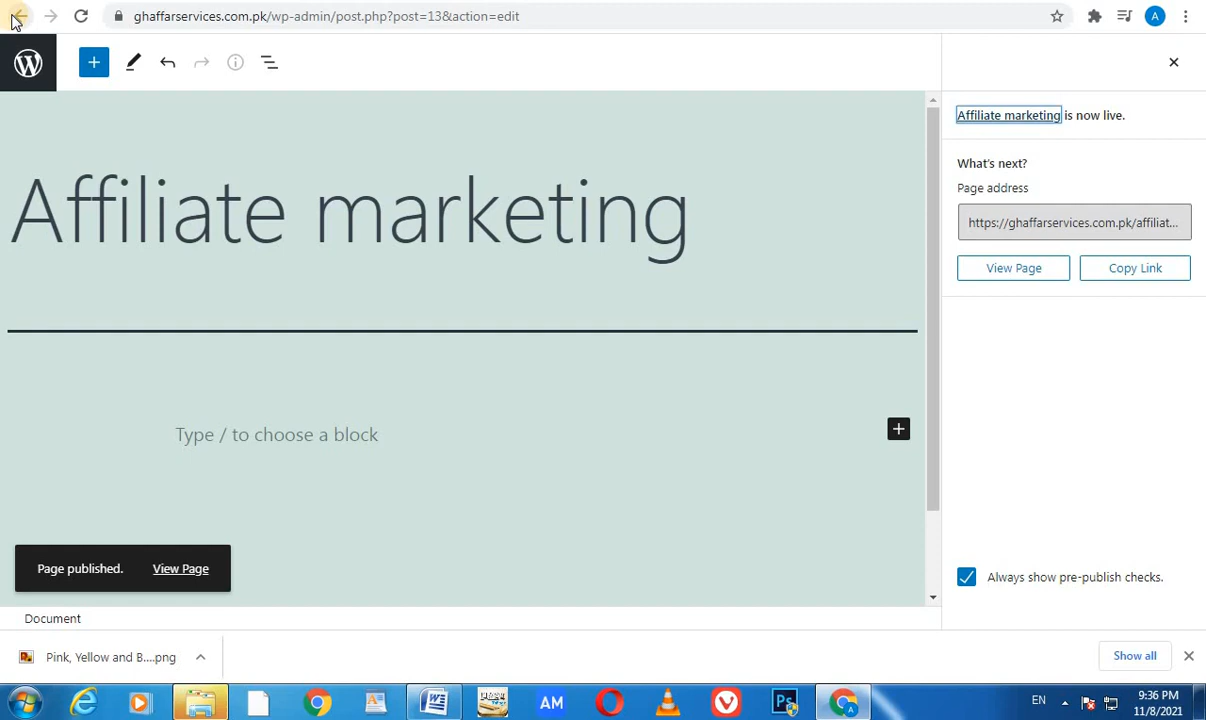 ghaffarservices.com.pk/wp-admin/post.php?post=13&action=edit
A
Affiliate marketing is now live.
What's next?
Page address
https://ghaffarservices.com.pk/affiliat...
View Page
Copy Link
Affiliate marketing
Type / to choose a block
Page published.
View Page
Always show pre-publish checks.
Document
Pink, Yellow and B....png
Show all
AM
Ps
EN
9:36 PM
11/8/2021